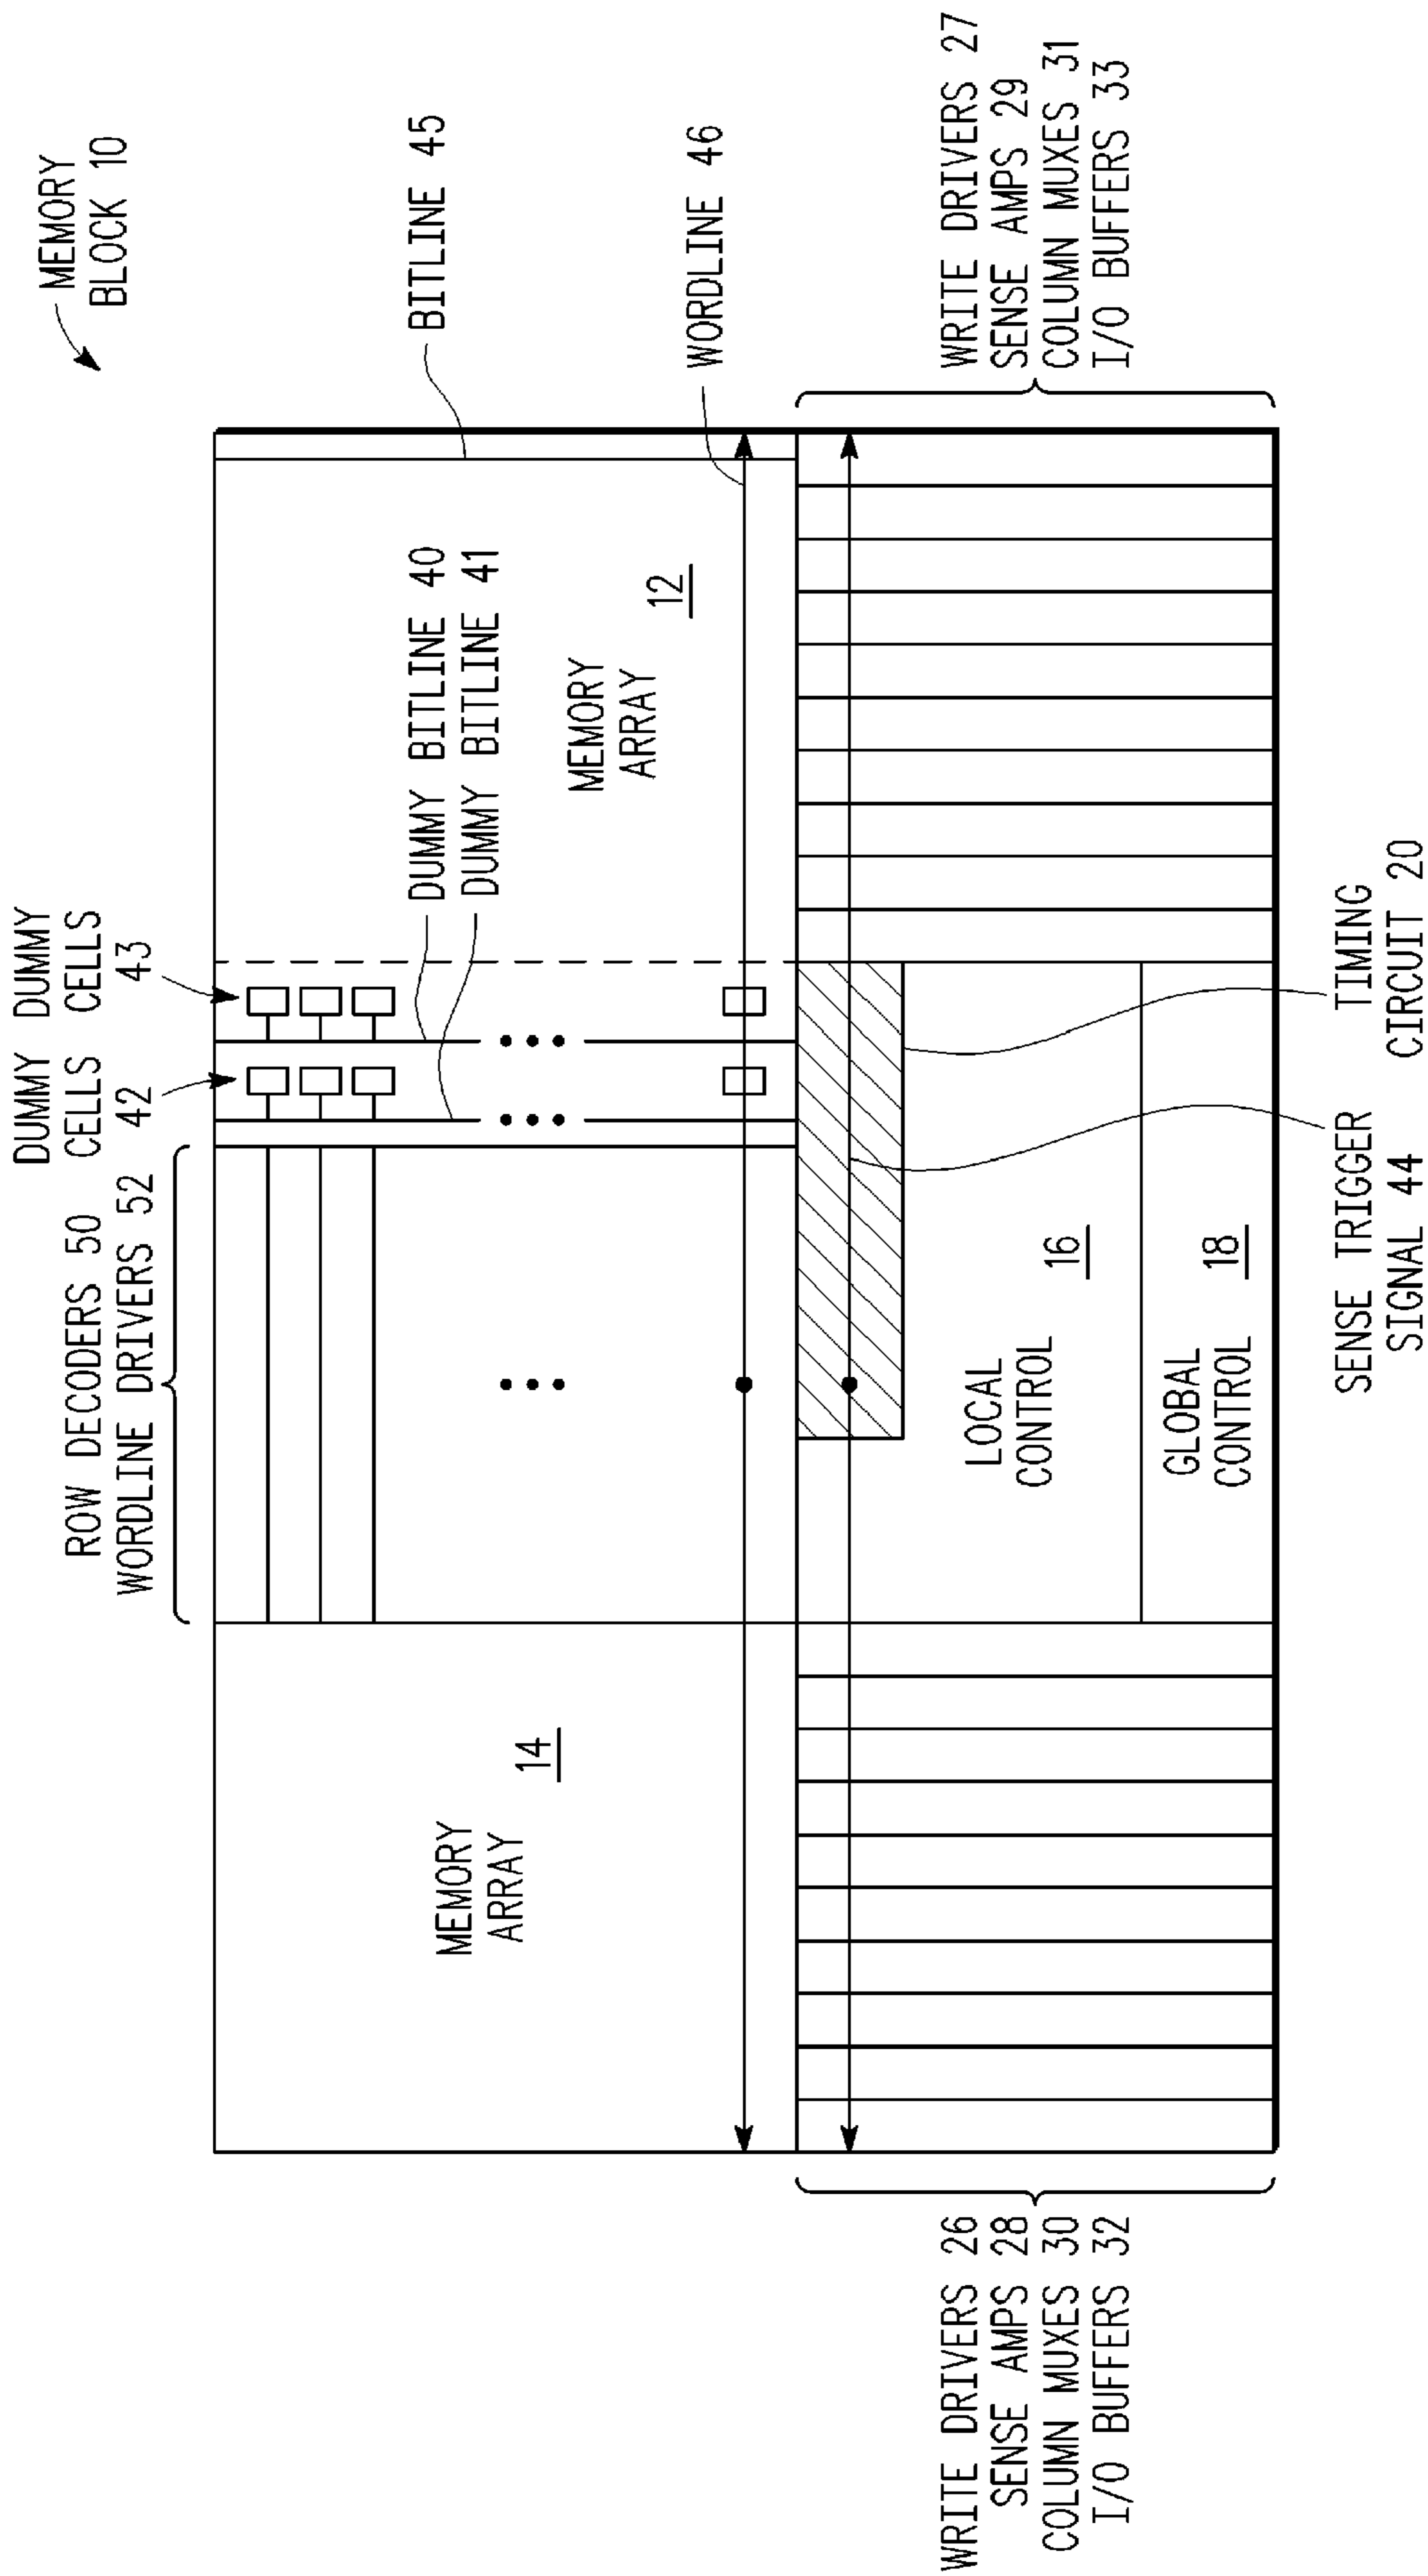 MEMORY
BLOCK 10
ROW DECODERS 50
WORDLINE DRIVERS 52
DUMMY
CELLS
42
DUMMY
CELLS
43
DUMMY BITLINE 40
DUMMY BITLINE 41
BITLINE 45
MEMORY
ARRAY
14
MEMORY
ARRAY
12
WORDLINE 46
WRITE DRIVERS 26
SENSE AMPS 28
COLUMN MUXES 30
I/O BUFFERS 32
LOCAL
CONTROL
16
GLOBAL
CONTROL
18
WRITE DRIVERS 27
SENSE AMPS 29
COLUMN MUXES 31
I/O BUFFERS 33
SENSE TRIGGER
SIGNAL 44
TIMING
CIRCUIT 20